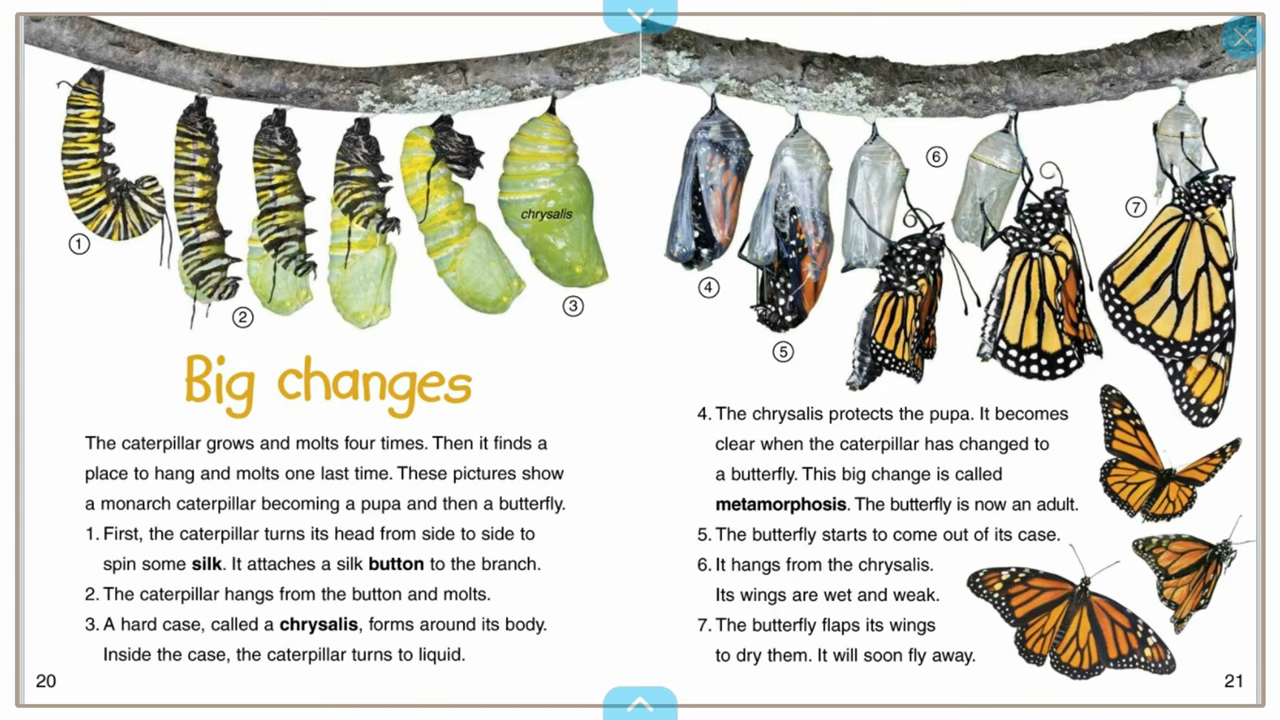 1
2
chrysalis
3
Big changes
The caterpillar grows and molts four times. Then it finds a
place to hang and molts one last time. These pictures show
a monarch caterpillar becoming a pupa and then a butterfly.
1. First, the caterpillar turns its head from side to side to
spin some silk. It attaches a silk button to the branch.
2. The caterpillar hangs from the button and molts.
3. A hard case, called a chrysalis, forms around its body.
Inside the case, the caterpillar turns to liquid.
20
4
5
6
7
4. The chrysalis protects the pupa. It becomes
clear when the caterpillar has changed to
a butterfly. This big change is called
metamorphosis. The butterfly is now an adult.
5. The butterfly starts to come out of its case.
6. It hangs from the chrysalis.
Its wings are wet and weak.
7. The butterfly flaps its wings
to dry them. It will soon fly away.
21